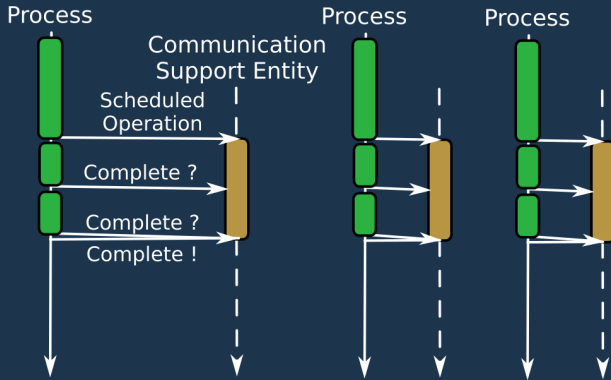 Process
Process
Process
Communication
Support Entity
Scheduled
Operation
Complete ?
Complete ?
Complete !